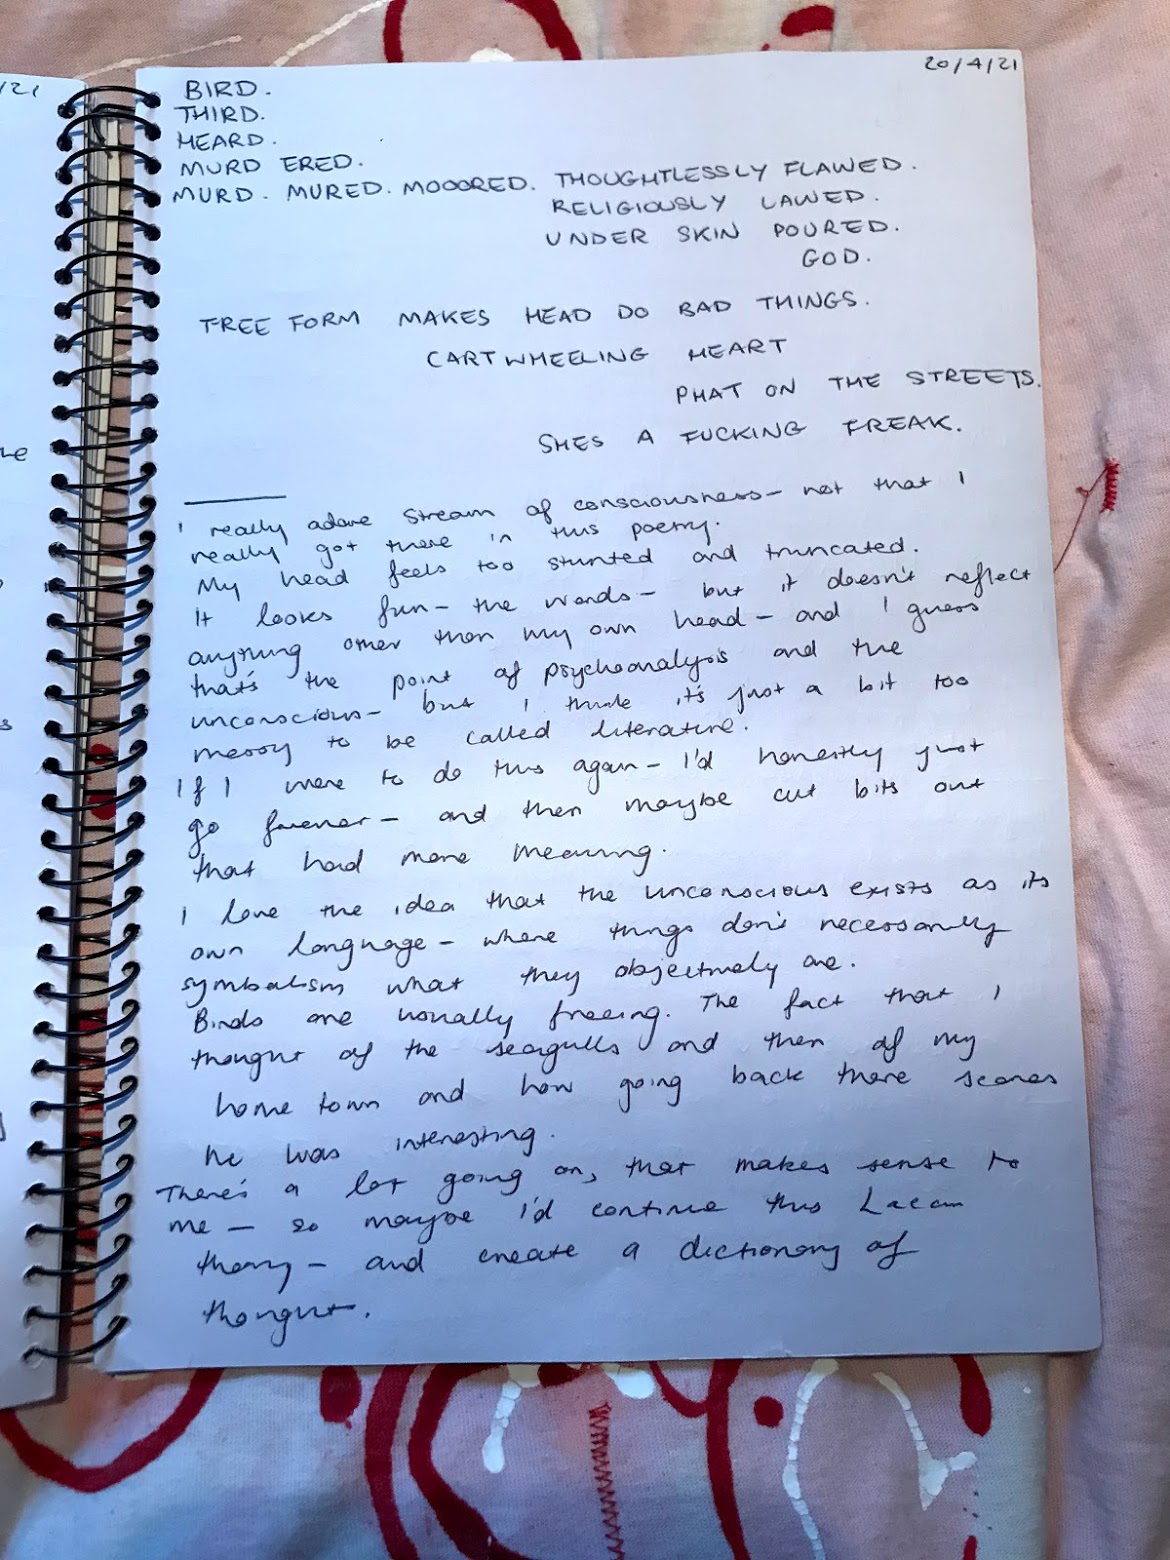 20/4/21
BIRD.
THIRD.
HEARD.
MURD ERED.
MURD. MURED. MOOORED. THOUGHTLESSLY FLAWED.
RELIGIOUSLY LAWED.
UNDER SKIN POURED.
GOD.
FREE FORM MAKES HEAD DO BAD THINGS.
CARTWHEELING HEART
PHAT ON THE STREETS.
SHES A FUCKING FREAK.
I really adore stream of consciousness – not that I
really got there in this poetry.
My head feels too stunted and truncated.
It looks fun – the words – but it doesn't reflect
anything other than my own head – and I guess
that's the point of psychoanalysis and the
unconscious – but I think it's just a bit too
messy to be called literature.
If I were to do this again – I'd honestly just
go forever – and then maybe cut bits out
that had more meaning.
I love the idea that the unconscious exists as its
own language – where things don't necessarily
symbolism what they objectively are.
Birds are usually freeing. The fact that I
thought of the seagulls and then of my
home town and how going back there scares
me was interesting.
There's a lot going on, that makes sense to
me – so maybe I'd continue this Lacan
theory – and create a dictionary of
thought.
/21